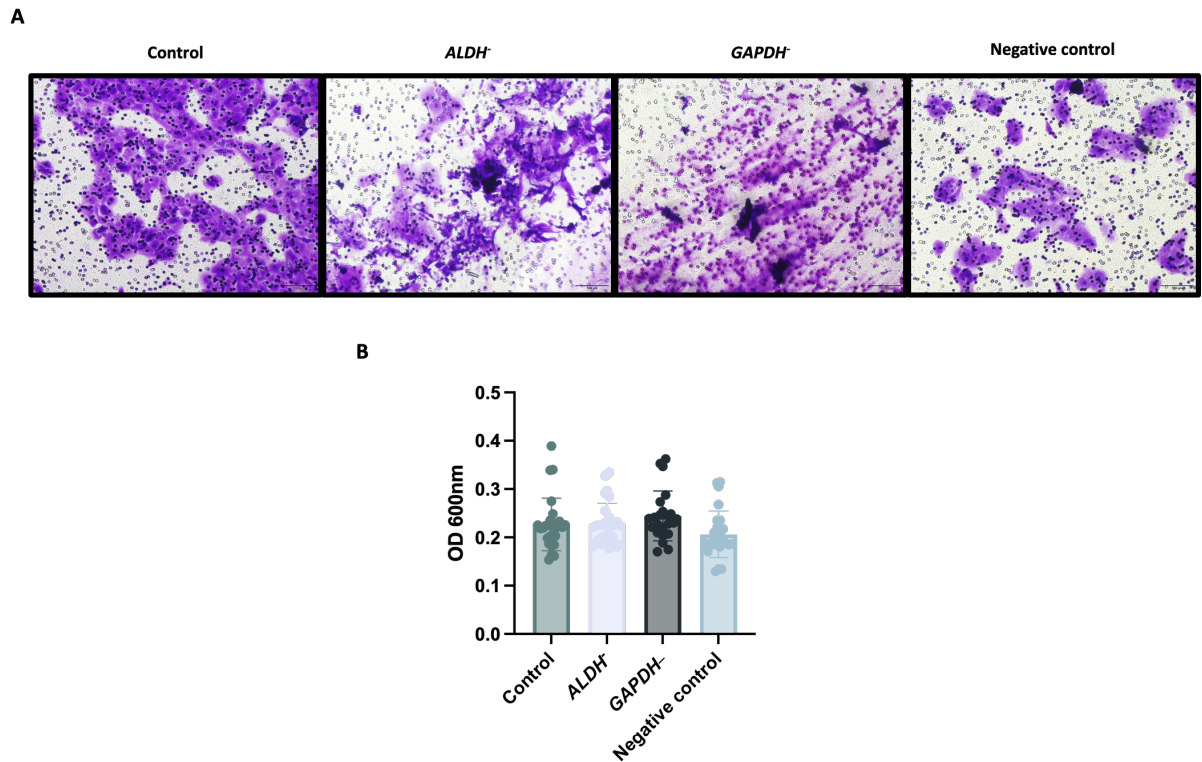 A
Control
ALDH⁻
GAPDH⁻
Negative control
B
0.5
0.4
0.3
0.2
0.1
0.0
OD 600nm
Control
ALDH⁻
GAPDH–
Negative control